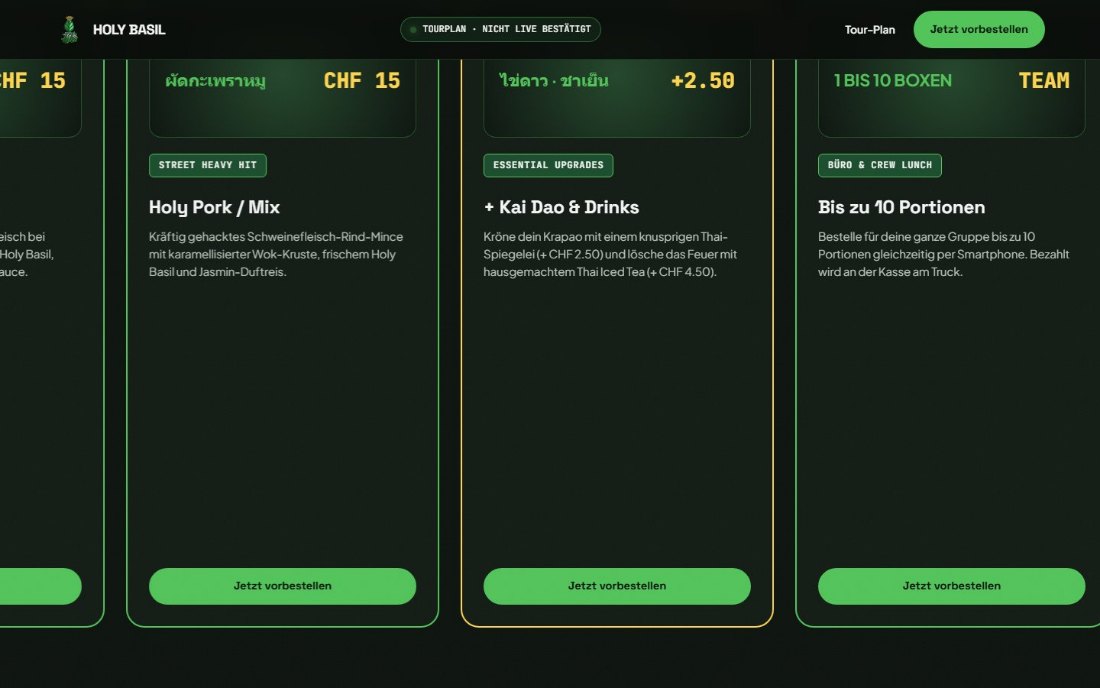 HOLY BASIL
TOURPLAN · NICHT LIVE BESTÄTIGT
Tour-Plan
Jetzt vorbestellen
CHF 15
eisch bei
Holy Basil,
auce.
ผัดกะเพราหมู
CHF 15
STREET HEAVY HIT
Holy Pork / Mix
Kräftig gehacktes Schweinefleisch-Rind-Mince
mit karamellisierter Wok-Kruste, frischem Holy
Basil und Jasmin-Duftreis.
Jetzt vorbestellen
ไข่ดาว · ชาเย็น
+2.50
ESSENTIAL UPGRADES
+ Kai Dao & Drinks
Kröne dein Krapao mit einem knusprigen Thai-
Spiegelei (+ CHF 2.50) und lösche das Feuer mit
hausgemachtem Thai Iced Tea (+ CHF 4.50).
Jetzt vorbestellen
1 BIS 10 BOXEN
TEAM
BÜRO & CREW LUNCH
Bis zu 10 Portionen
Bestelle für deine ganze Gruppe bis zu 10
Portionen gleichzeitig per Smartphone. Bezahlt
wird an der Kasse am Truck.
Jetzt vorbestellen